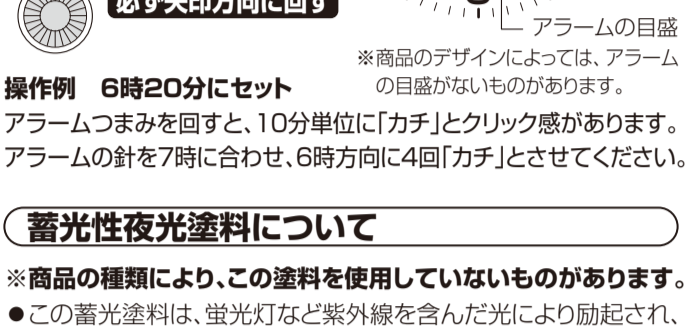 必ず矢印方向に回す
アラームの目盛
※商品のデザインによっては、アラーム
の目盛がないものがあります。
操作例　6時20分にセット
アラームつまみを回すと、10分単位に「カチ」とクリック感があります。
アラームの針を7時に合わせ、6時方向に4回「カチ」とさせてください。
蓄光性夜光塗料について
※商品の種類により、この塗料を使用していないものがあります。
●この蓄光塗料は、蛍光灯など紫外線を含んだ光により励起され、